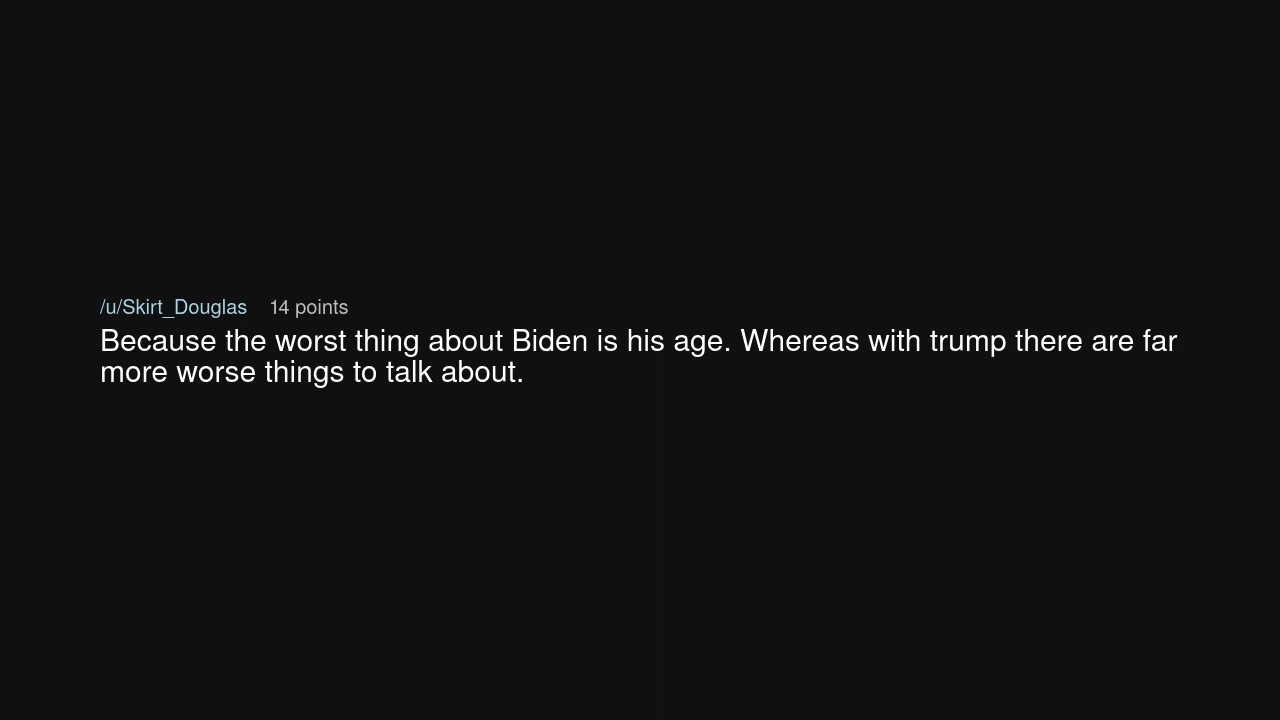 /u/Skirt_Douglas 14 points
Because the worst thing about Biden is his age. Whereas with trump there are far
more worse things to talk about.